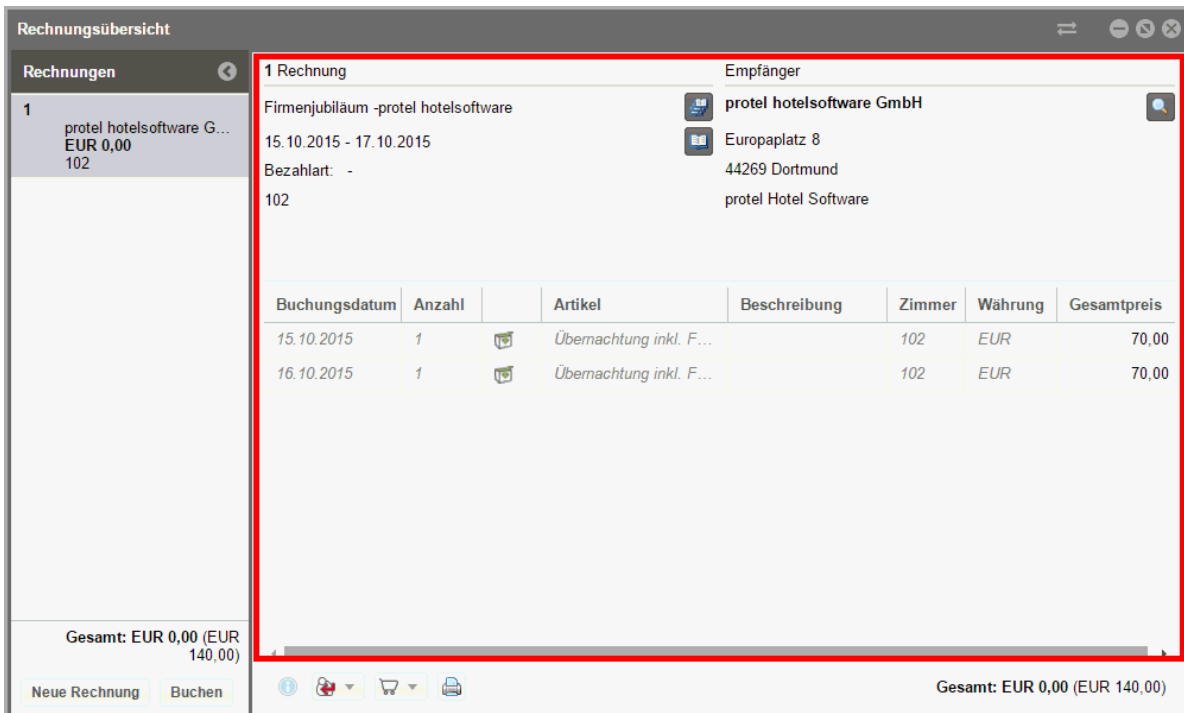 Rechnungsübersicht
Rechnungen
1
protel hotelsoftware G...
EUR 0,00
102
Gesamt: EUR 0,00 (EUR
140,00)
Neue Rechnung Buchen
1 Rechnung Empfänger
Firmenjubiläum -protel hotelsoftware protel hotelsoftware GmbH
15.10.2015 - 17.10.2015 Europaplatz 8
Bezahlart: - 44269 Dortmund
102 protel Hotel Software
Buchungsdatum Anzahl Artikel Beschreibung Zimmer Währung Gesamtpreis
15.10.2015 1 Übernachtung inkl. F... 102 EUR 70,00
16.10.2015 1 Übernachtung inkl. F... 102 EUR 70,00
Gesamt: EUR 0,00 (EUR 140,00)